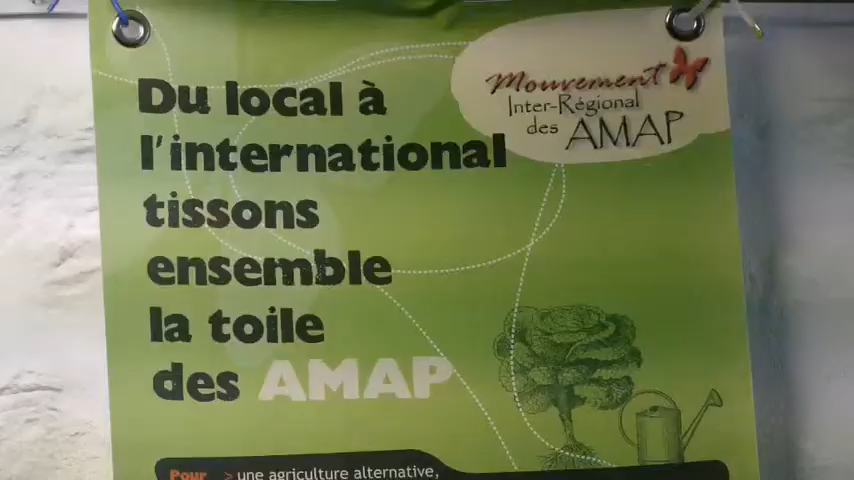 Mouvement
Inter-Régional
des AMAP
Du local à
l'international
tissons
ensemble
la toile
des AMAP
Pour > une agriculture alternative,